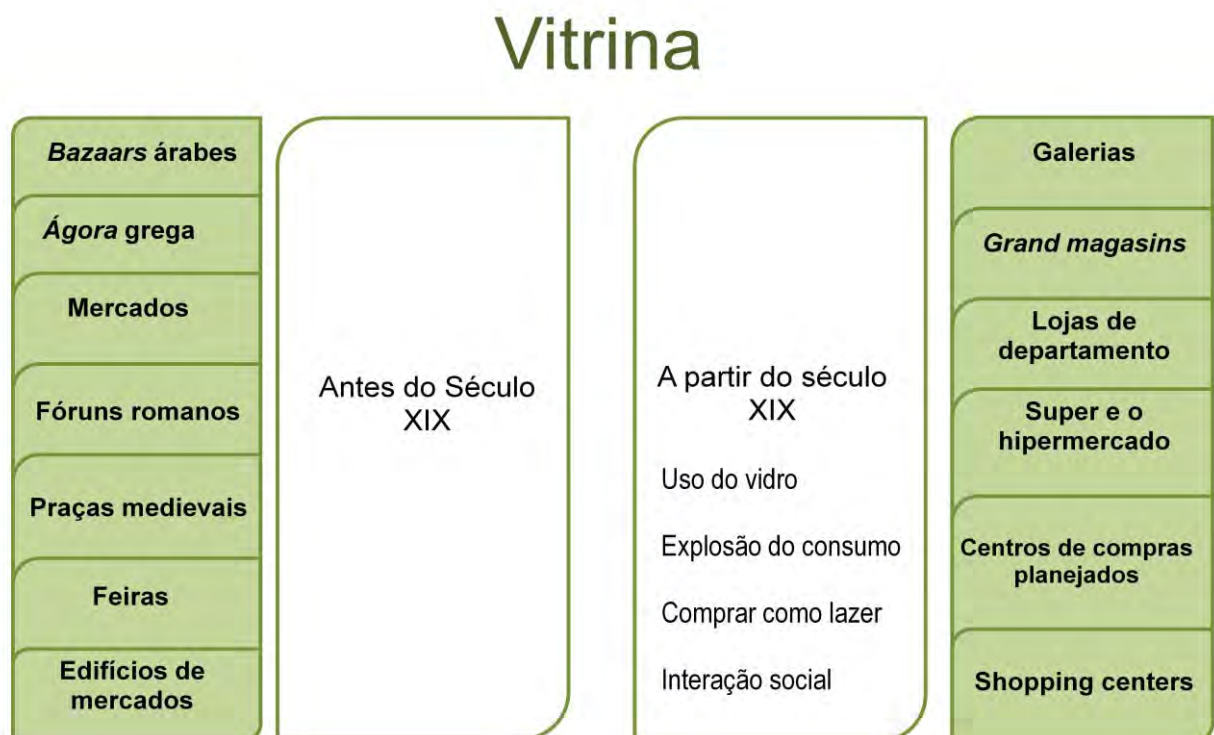 Vitrina
Bazaars árabes
Ágora grega
Mercados
Fóruns romanos
Praças medievais
Feiras
Edifícios de
mercados
Antes do Século
XIX
A partir do século
XIX
Uso do vidro
Explosão do consumo
Comprar como lazer
Interação social
Galerias
Grand magasins
Lojas de
departamento
Super e o
hipermercado
Centros de compras
planejados
Shopping centers